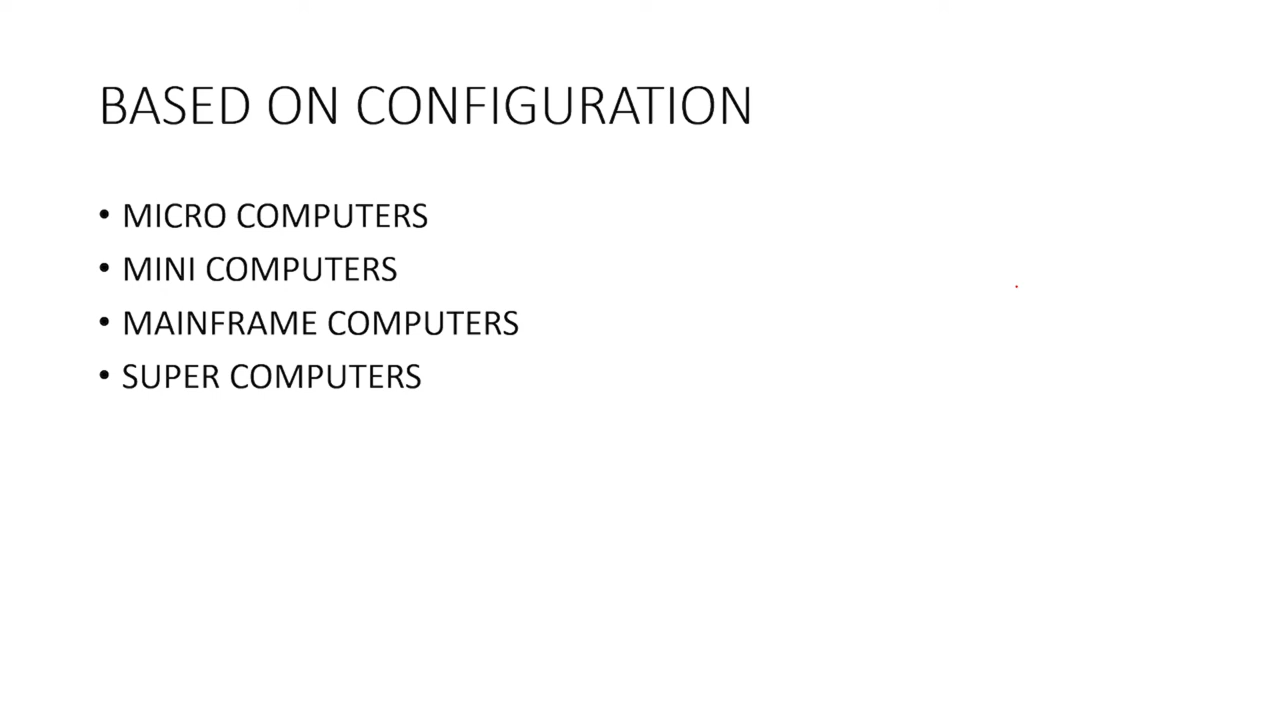 BASED ON CONFIGURATION
• MICRO COMPUTERS
• MINI COMPUTERS
• MAINFRAME COMPUTERS
• SUPER COMPUTERS